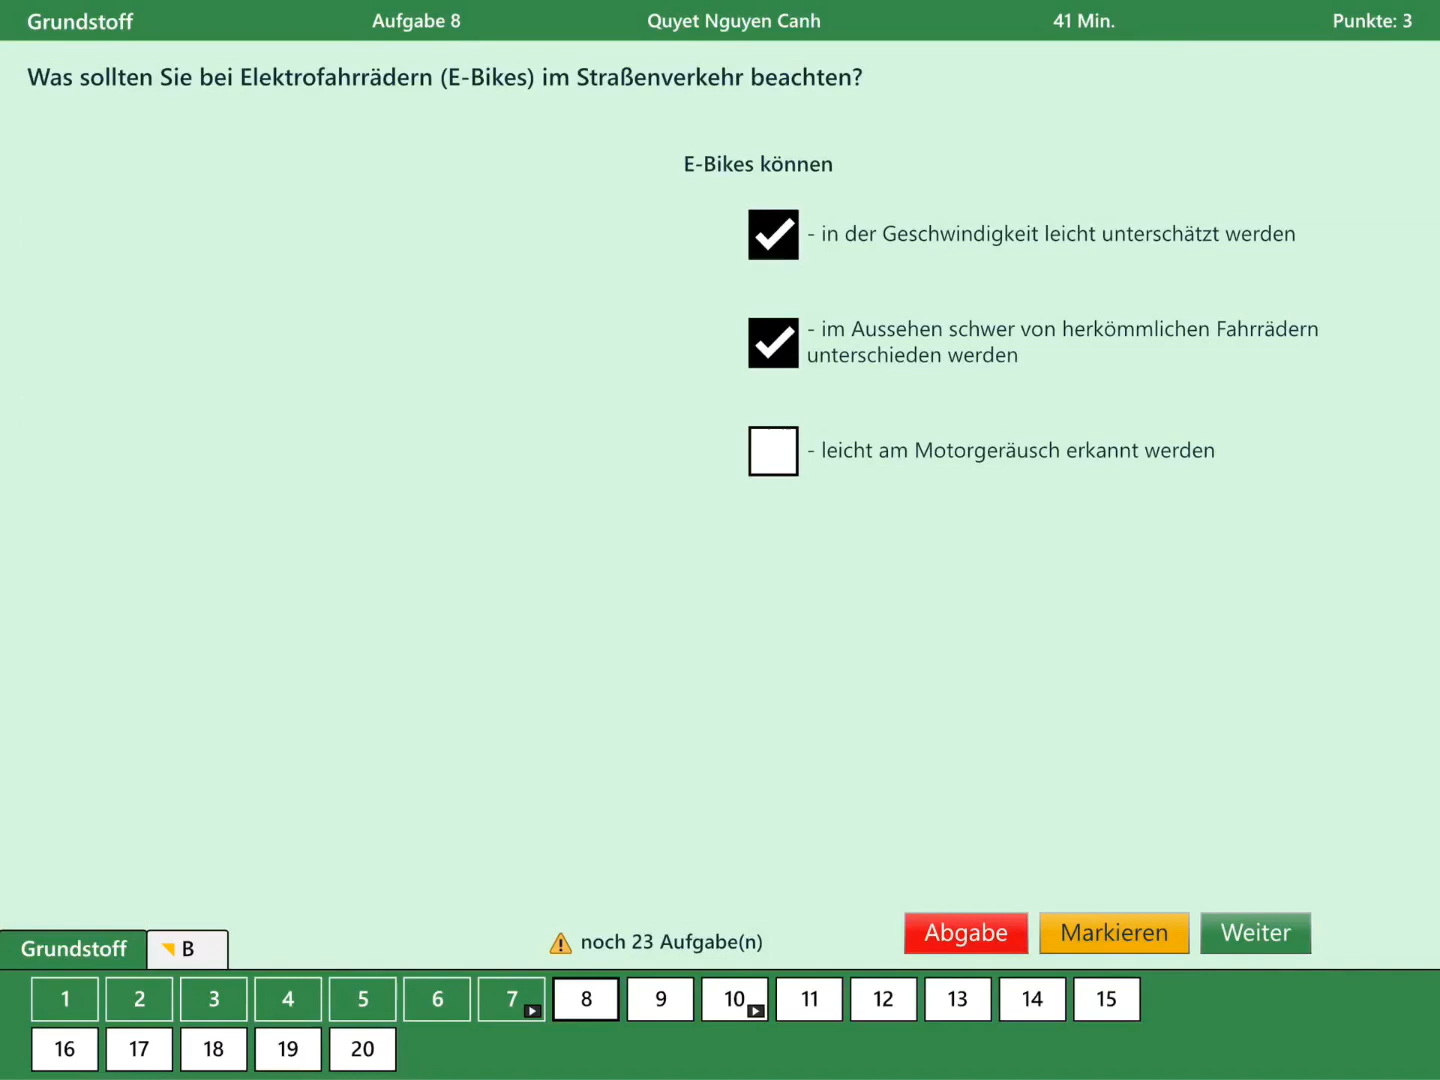 Grundstoff Aufgabe 8 Quyet Nguyen Canh 41 Min. Punkte: 3
Was sollten Sie bei Elektrofahrrädern (E-Bikes) im Straßenverkehr beachten?
E-Bikes können
- in der Geschwindigkeit leicht unterschätzt werden
- im Aussehen schwer von herkömmlichen Fahrrädern
unterschieden werden
- leicht am Motorgeräusch erkannt werden
Grundstoff B noch 23 Aufgabe(n) Abgabe Markieren Weiter
1 2 3 4 5 6 7 8 9 10 11 12 13 14 15
16 17 18 19 20